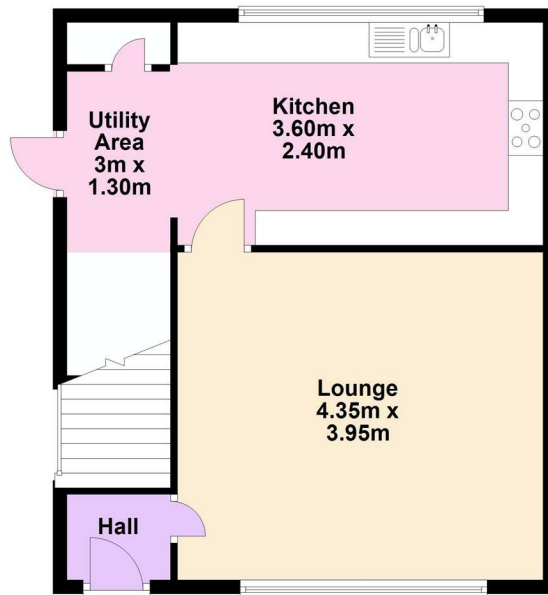 Utility
Area
3m x
1.30m
Kitchen
3.60m x
2.40m
Lounge
4.35m x
3.95m
Hall